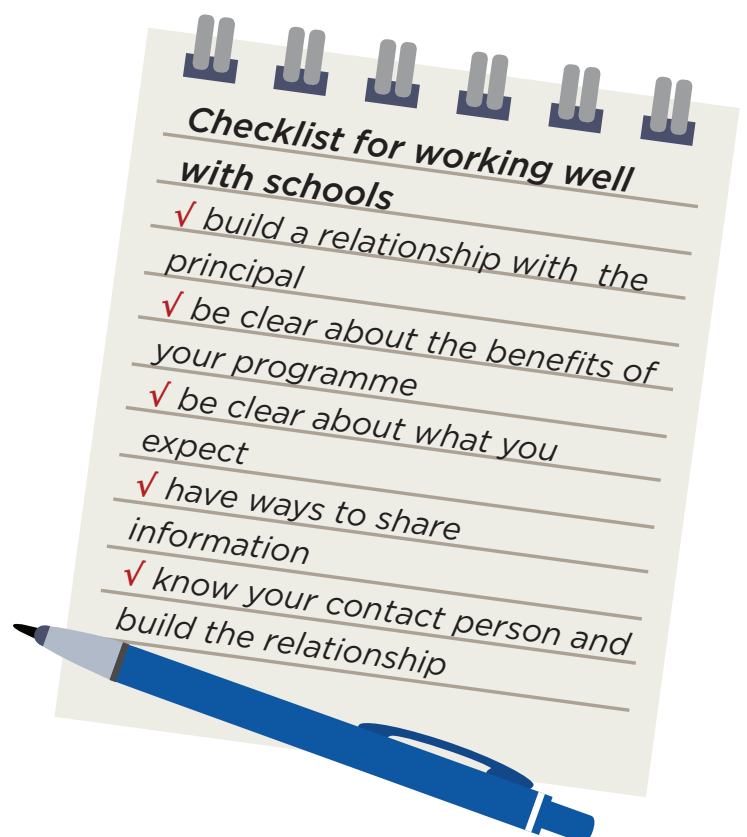 Checklist for working well
with schools
√ build a relationship with the
principal
√ be clear about the benefits of
your programme
√ be clear about what you
expect
√ have ways to share
information
√ know your contact person and
build the relationship